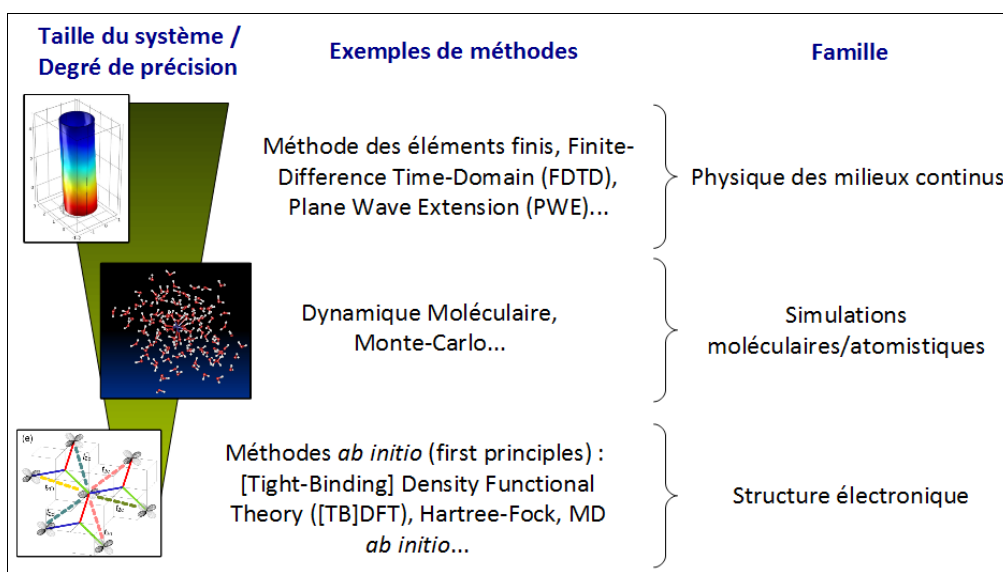 Taille du système /
Degré de précision
Exemples de méthodes
Famille
Méthode des éléments finis, Finite-
Difference Time-Domain (FDTD),
Plane Wave Extension (PWE)...
Physique des milieux continus
Dynamique Moléculaire,
Monte-Carlo...
Simulations
moléculaires/atomistiques
(e)
Méthodes ab initio (first principles) :
[Tight-Binding] Density Functional
Theory ([TB]DFT), Hartree-Fock, MD
ab initio...
Structure électronique